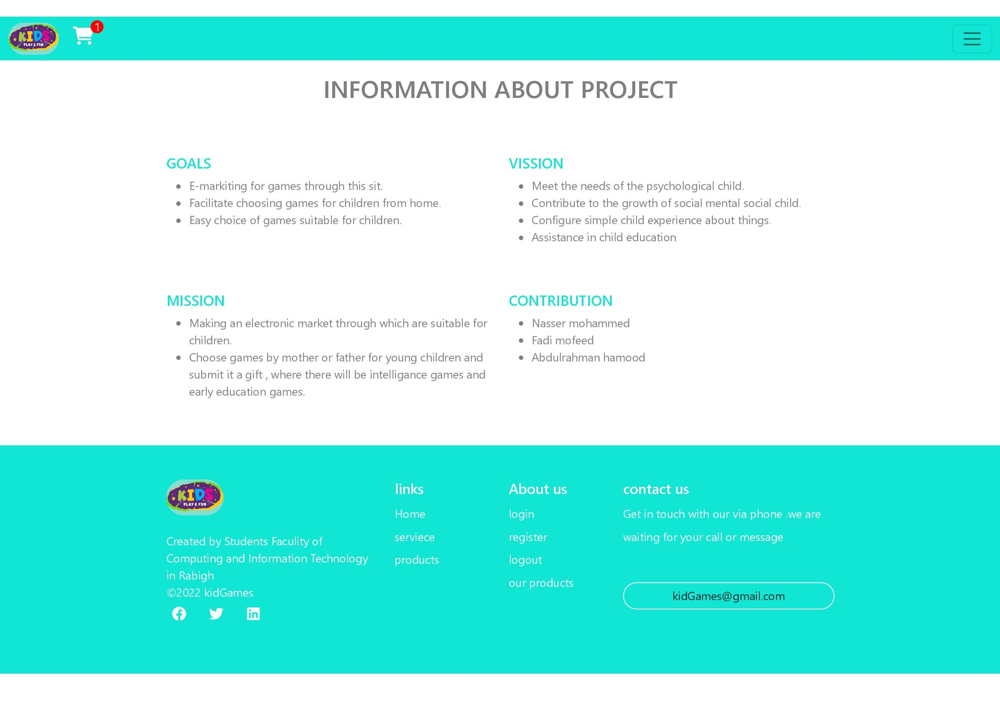 KIDS
PLAY & FUN
1
INFORMATION ABOUT PROJECT
GOALS
E-markiting for games through this sit.
Facilitate choosing games for children from home.
Easy choice of games suitable for children.
VISSION
Meet the needs of the psychological child.
Contribute to the growth of social mental social child.
Configure simple child experience about things.
Assistance in child education
MISSION
Making an electronic market through which are suitable for
children.
Choose games by mother or father for young children and
submit it a gift , where there will be intelligance games and
early education games.
CONTRIBUTION
Nasser mohammed
Fadi mofeed
Abdulrahman hamood
KIDS
PLAY & FUN
Created by Students Faculity of
Computing and Information Technology
in Rabigh
©2022 kidGames
links
Home
serviece
products
About us
login
register
logout
our products
contact us
Get in touch with our via phone .we are
waiting for your call or message
kidGames@gmail.com